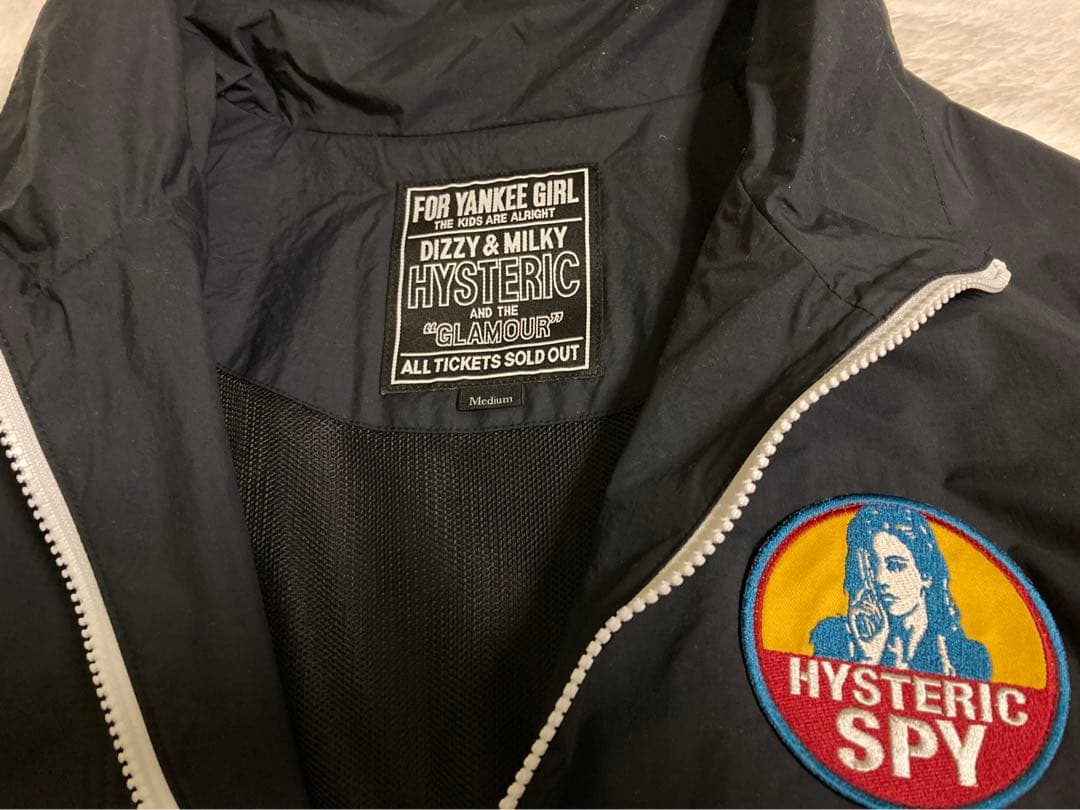 FOR YANKEE GIRL
THE KIDS ARE ALRIGHT
DIZZY & MILKY
HYSTERIC
AND THE
"GLAMOUR"
ALL TICKETS SOLD OUT
Medium
HYSTERIC
SPY